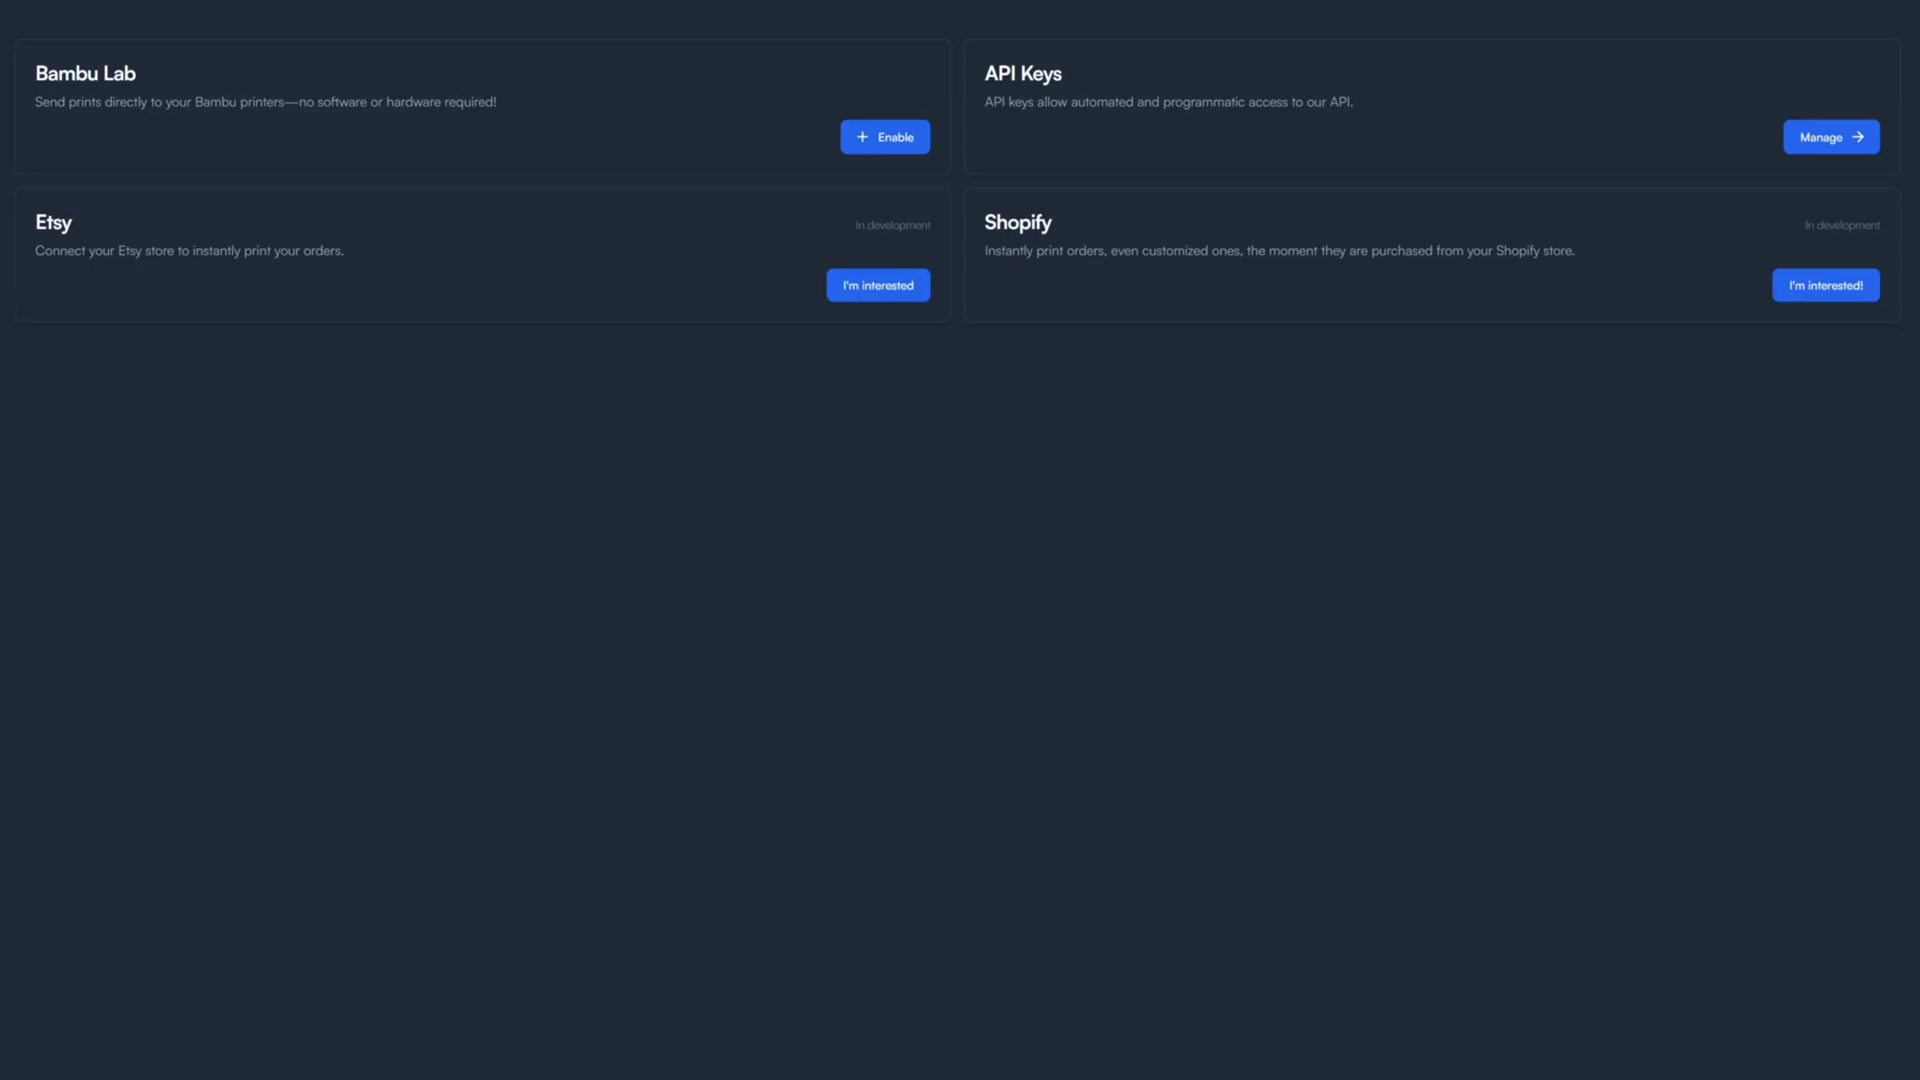 Bambu Lab
Send prints directly to your Bambu printers—no software or hardware required!
Enable
API Keys
API keys allow automated and programmatic access to our API.
Manage
Etsy
In development
Connect your Etsy store to instantly print your orders.
I'm interested
Shopify
In development
Instantly print orders, even customized ones, the moment they are purchased from your Shopify store.
I'm interested!